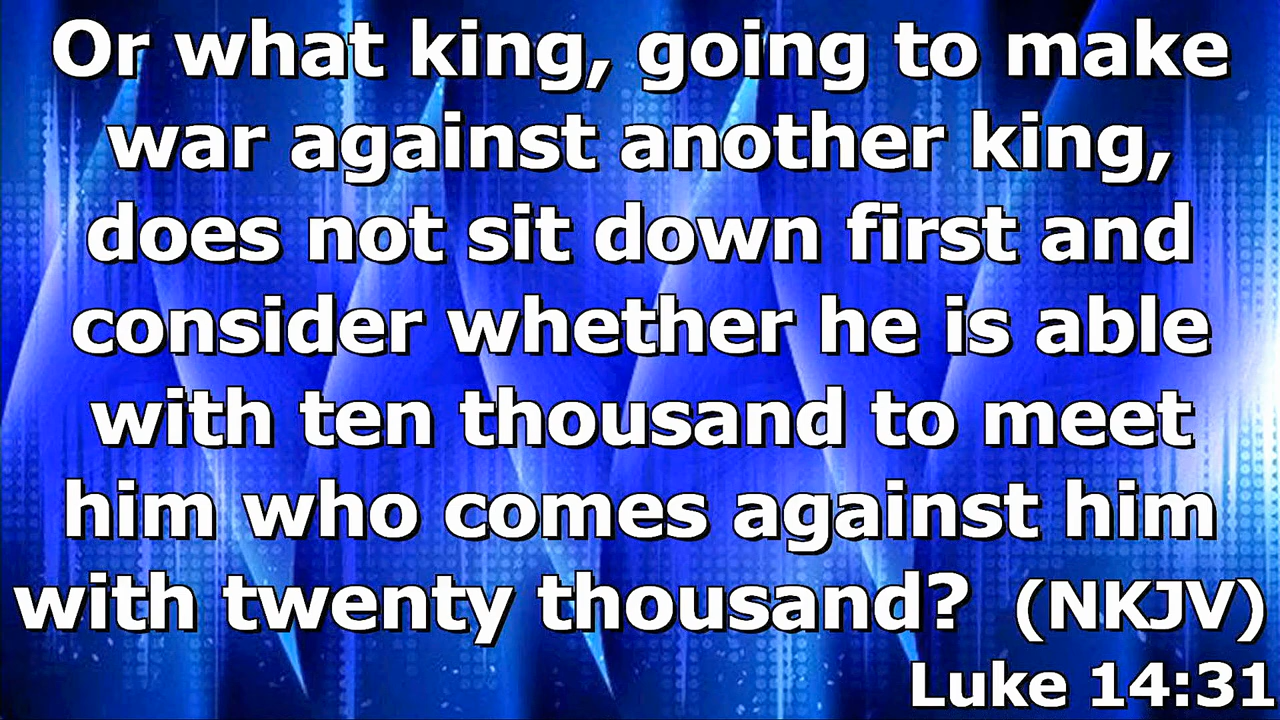 Or what king, going to make
war against another king,
does not sit down first and
consider whether he is able
with ten thousand to meet
him who comes against him
with twenty thousand? (NKJV)
Luke 14:31